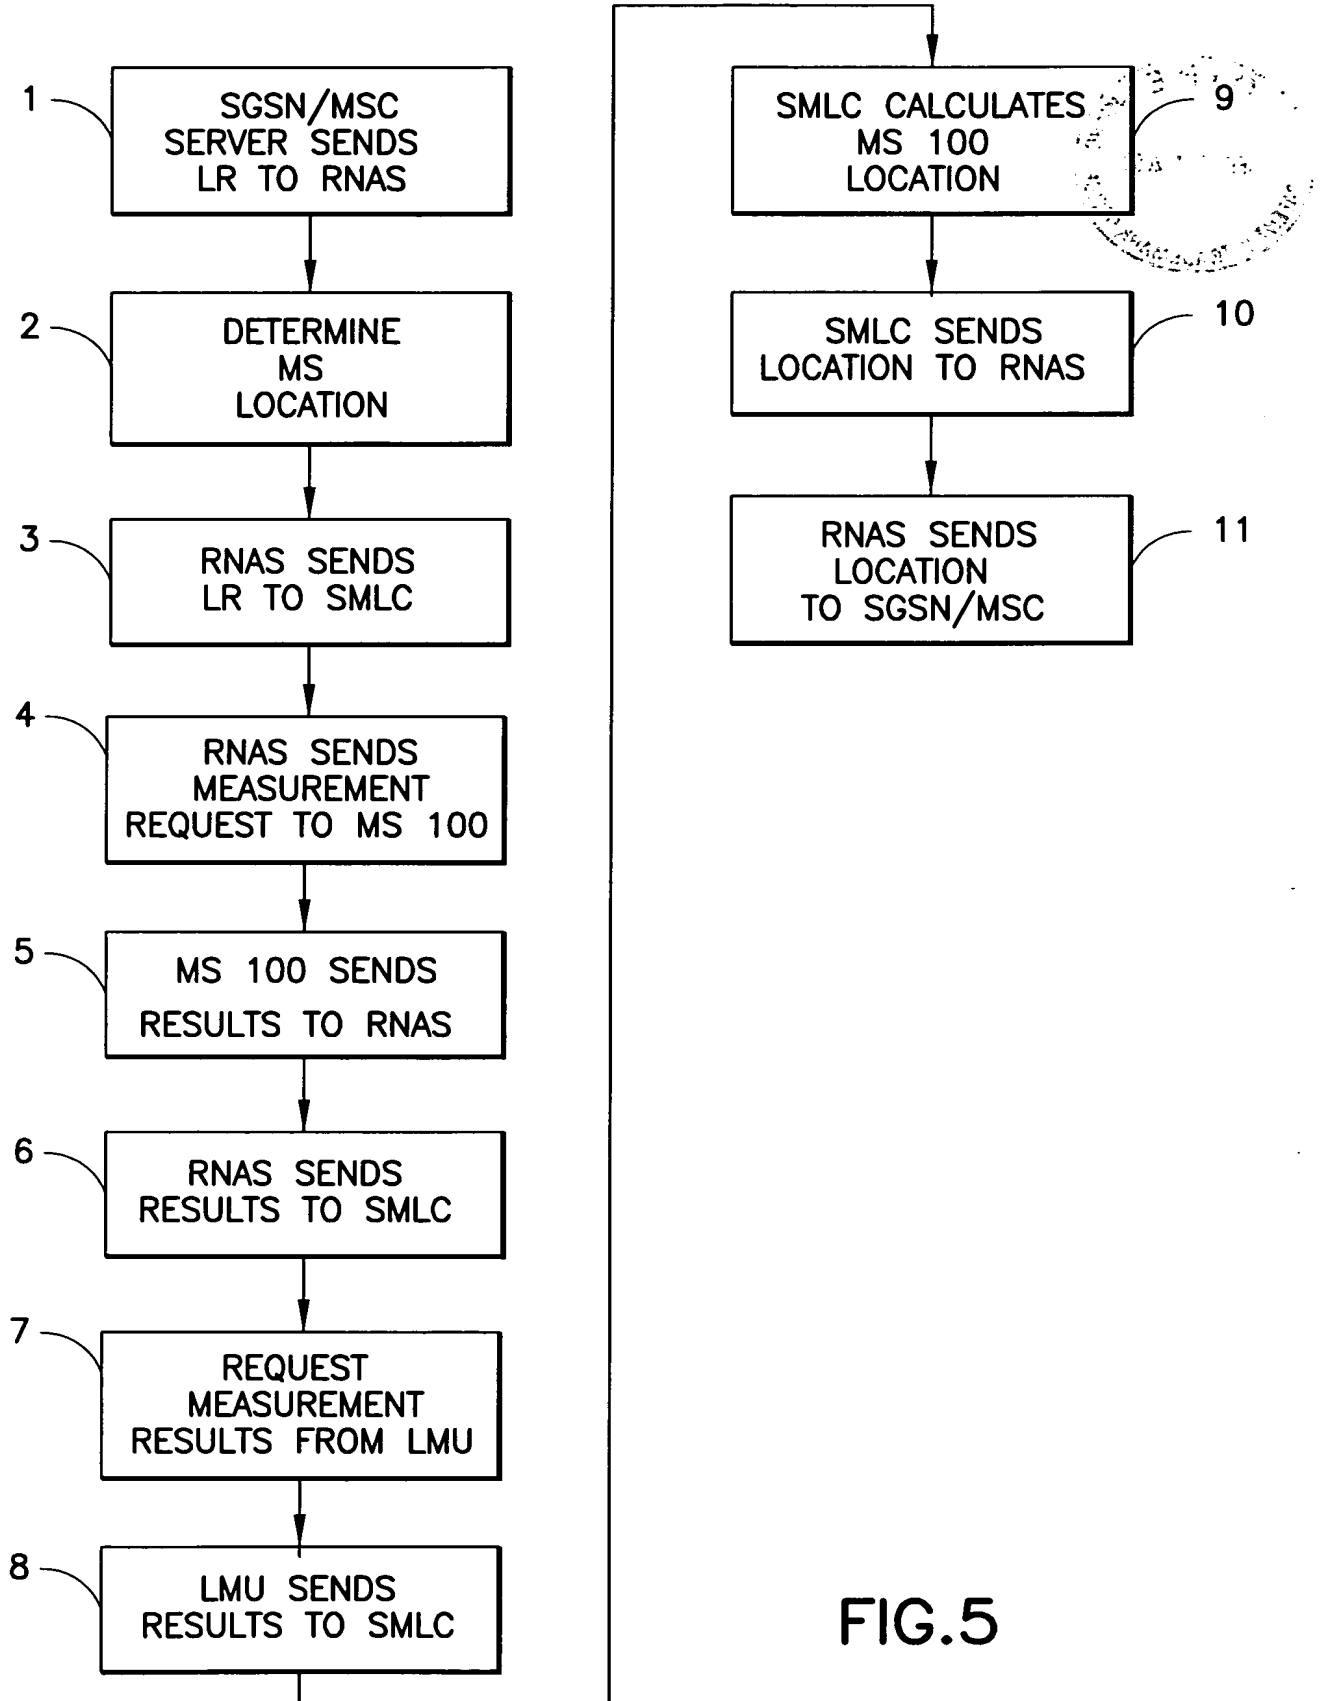 1
SGSN/MSC
SERVER SENDS
LR TO RNAS
2
DETERMINE
MS
LOCATION
3
RNAS SENDS
LR TO SMLC
4
RNAS SENDS
MEASUREMENT
REQUEST TO MS 100
5
MS 100 SENDS
RESULTS TO RNAS
6
RNAS SENDS
RESULTS TO SMLC
7
REQUEST
MEASUREMENT
RESULTS FROM LMU
8
LMU SENDS
RESULTS TO SMLC
SMLC CALCULATES
MS 100
LOCATION
9
SMLC SENDS
LOCATION TO RNAS
10
RNAS SENDS
LOCATION
TO SGSN/MSC
11
FIG.5